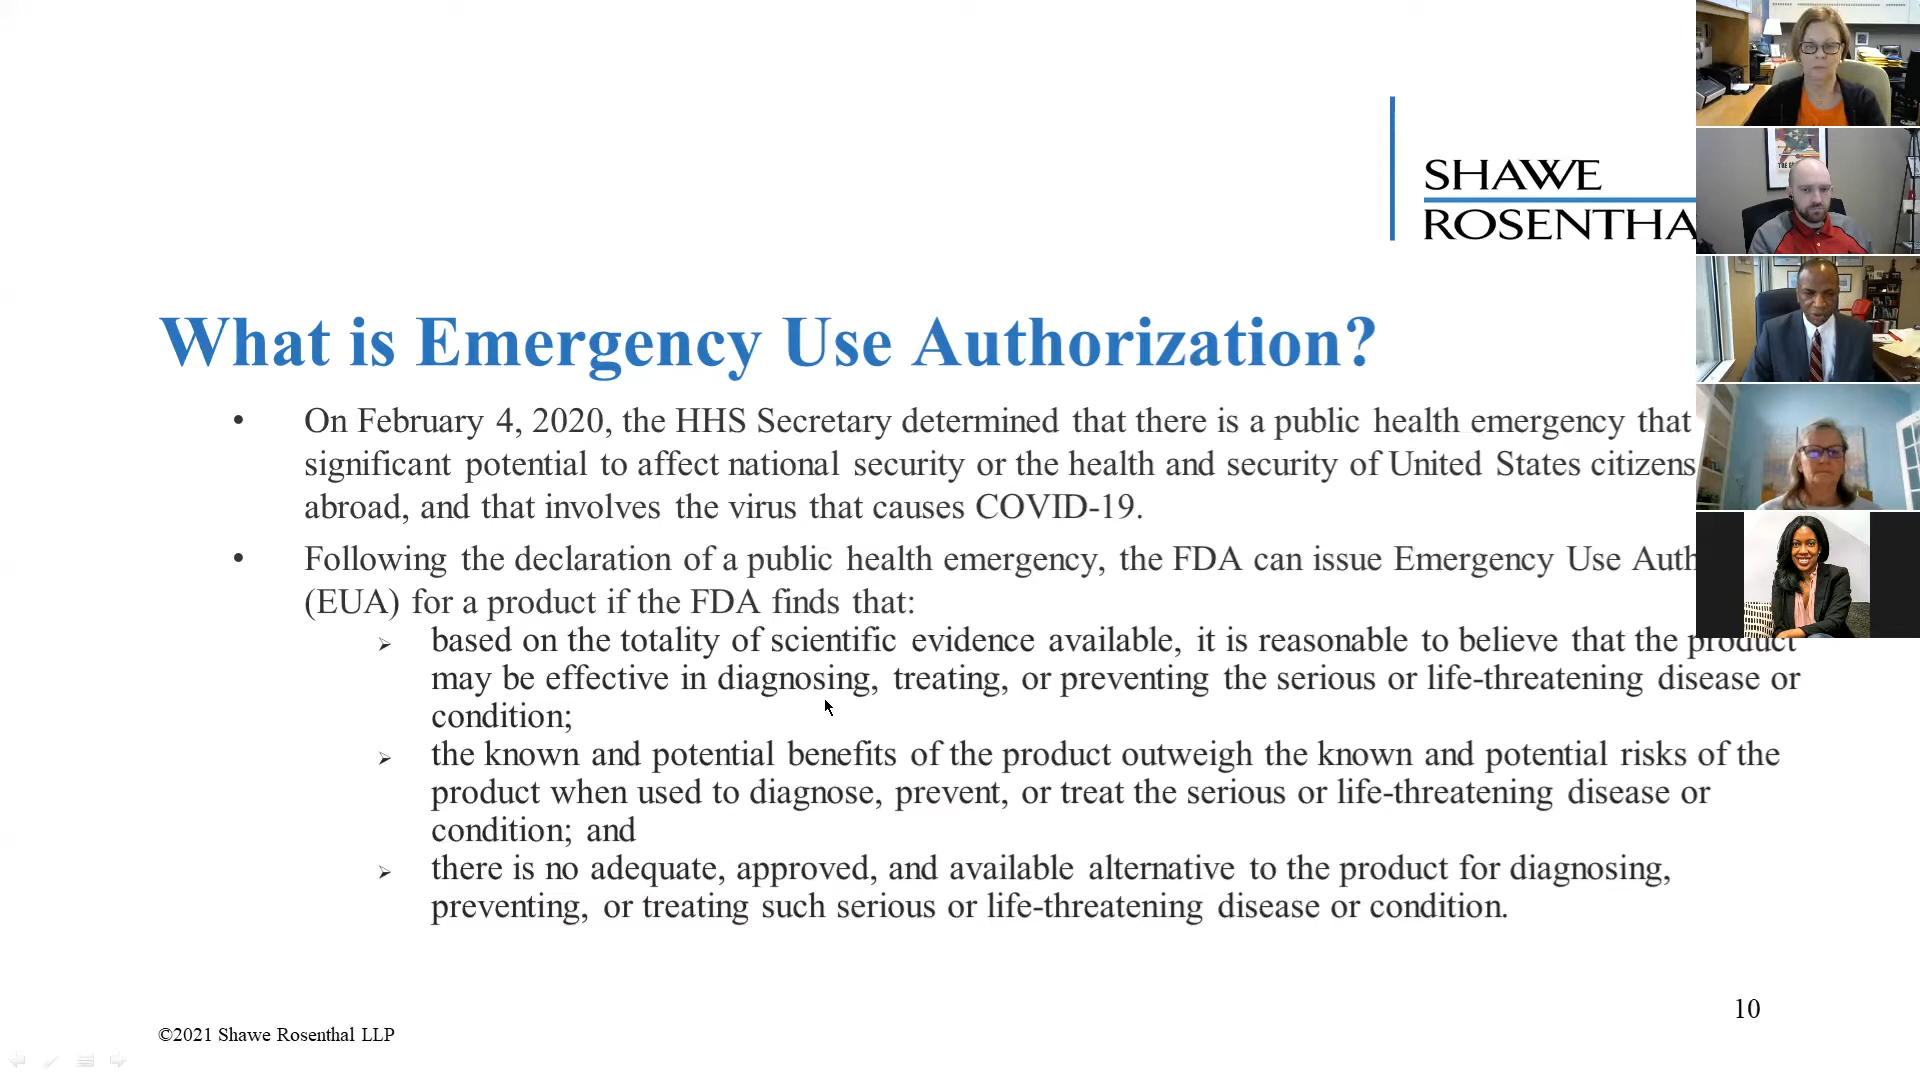 SHAWE
ROSENTHA
What is Emergency Use Authorization?
• On February 4, 2020, the HHS Secretary determined that there is a public health emergency that
significant potential to affect national security or the health and security of United States citizens
abroad, and that involves the virus that causes COVID-19.
• Following the declaration of a public health emergency, the FDA can issue Emergency Use Auth
(EUA) for a product if the FDA finds that:
➢ based on the totality of scientific evidence available, it is reasonable to believe that the product
may be effective in diagnosing, treating, or preventing the serious or life-threatening disease or
condition;
➢ the known and potential benefits of the product outweigh the known and potential risks of the
product when used to diagnose, prevent, or treat the serious or life-threatening disease or
condition; and
➢ there is no adequate, approved, and available alternative to the product for diagnosing,
preventing, or treating such serious or life-threatening disease or condition.
10
©2021 Shawe Rosenthal LLP